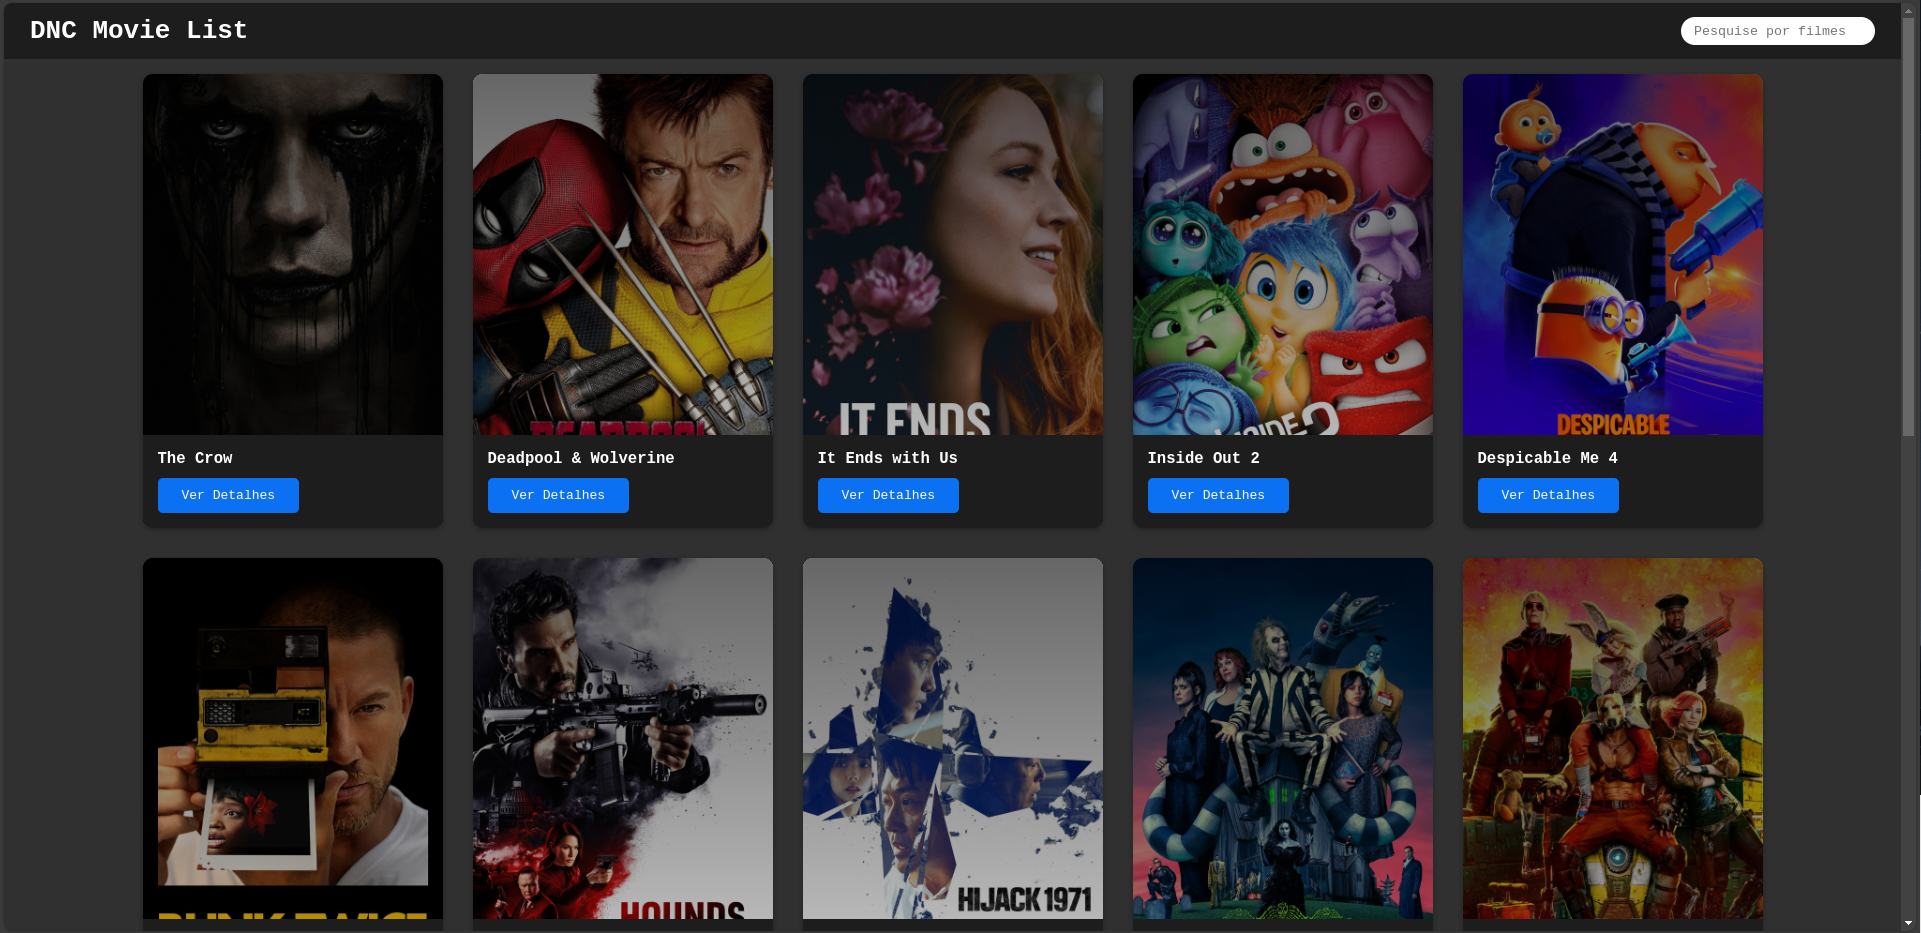 DNC Movie List
Pesquise por filmes
IT ENDS
DESPICABLE
The Crow
Deadpool & Wolverine
It Ends with Us
Inside Out 2
Despicable Me 4
Ver Detalhes
Ver Detalhes
Ver Detalhes
Ver Detalhes
Ver Detalhes
HOUNDS
HIJACK 1971